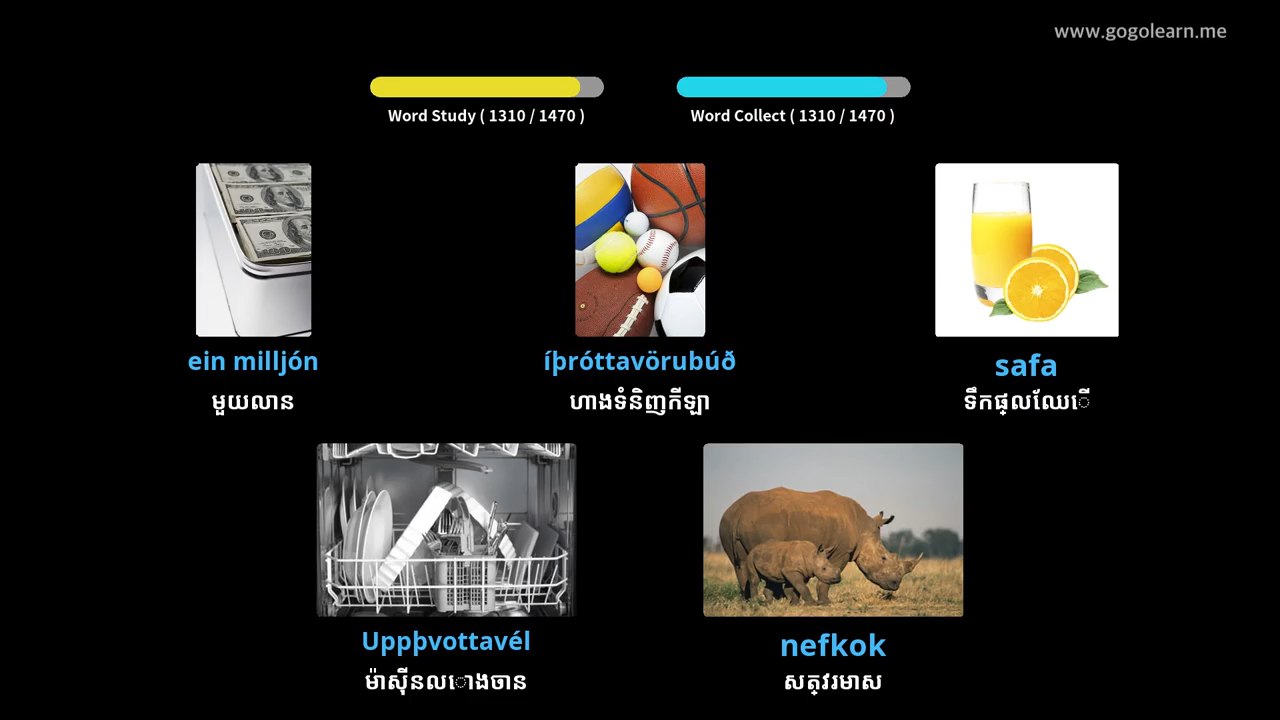 www.gogolearn.me
Word Study ( 1310 / 1470 )
Word Collect ( 1310 / 1470 )
ein milljón
íþróttavörubúð
safa
មួយលាន
ហាងទំនិញកីឡា
ទឹកផ្លែឈើ
Uppþvottavél
nefkok
ម៉ាស៊ីនលោងចាន
សត្វរមាស